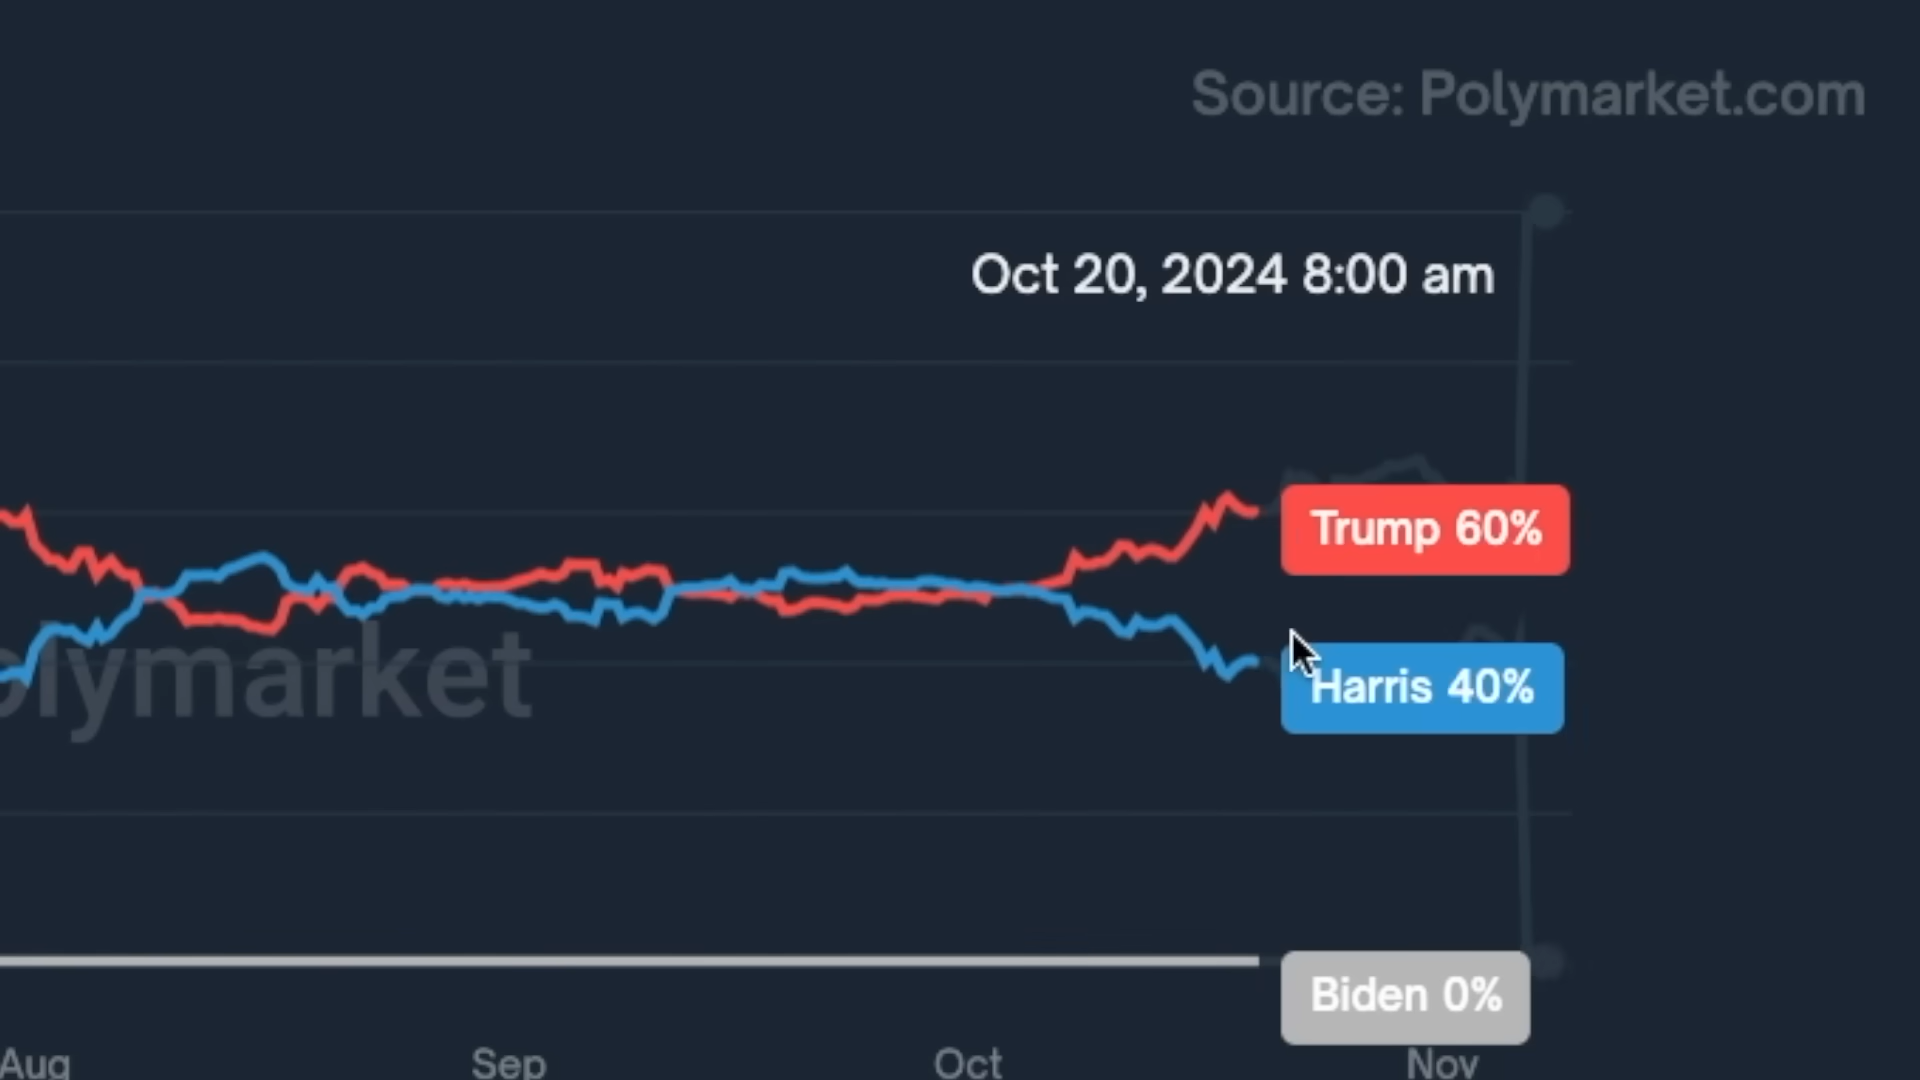 Source: Polymarket.com
Oct 20, 2024 8:00 am
Trump 60%
Harris 40%
olymarket
Biden 0%
Aug
Sep
Oct
Nov